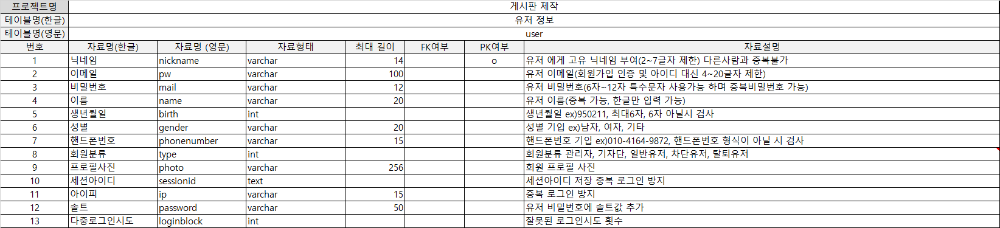 프로젝트명 게시판 제작
테이블명(한글) 유저 정보
테이블명(영문) user
번호 자료명(한글) 자료명 (영문) 자료형태 최대 길이 FK여부 PK여부 자료설명
1 닉네임 nickname varchar 14 o 유저 에게 고유 닉네임 부여(2~7글자 제한) 다른사람과 중복불가
2 이메일 pw varchar 100 유저 이메일(회원가입 인증 및 아이디 대신 4~20글자 제한)
3 비밀번호 mail varchar 12 유저 비밀번호(6자~12자 특수문자 사용가능 하며 중복비밀번호 가능)
4 이름 name varchar 20 유저 이름(중복 가능, 한글만 입력 가능)
5 생년월일 birth int 생년월일 ex)950211, 최대6자, 6자 아닐시 검사
6 성별 gender varchar 20 성별 기입 ex)남자, 여자, 기타
7 핸드폰번호 phonenumber varchar 15 핸드폰번호 기입 ex)010-4164-9872, 핸드폰번호 형식이 아닐 시 검사
8 회원분류 type int 회원분류 관리자, 기자단, 일반유저, 차단유저, 탈퇴유저
9 프로필사진 photo varchar 256 회원 프로필 사진
10 세션아이디 sessionid text 세션아이디 저장 중복 로그인 방지
11 아이피 ip varchar 15 중복 로그인 방지
12 솔트 password varchar 50 유저 비밀번호에 솔트값 추가
13 다중로그인시도 loginblock int 잘못된 로그인시도 횟수